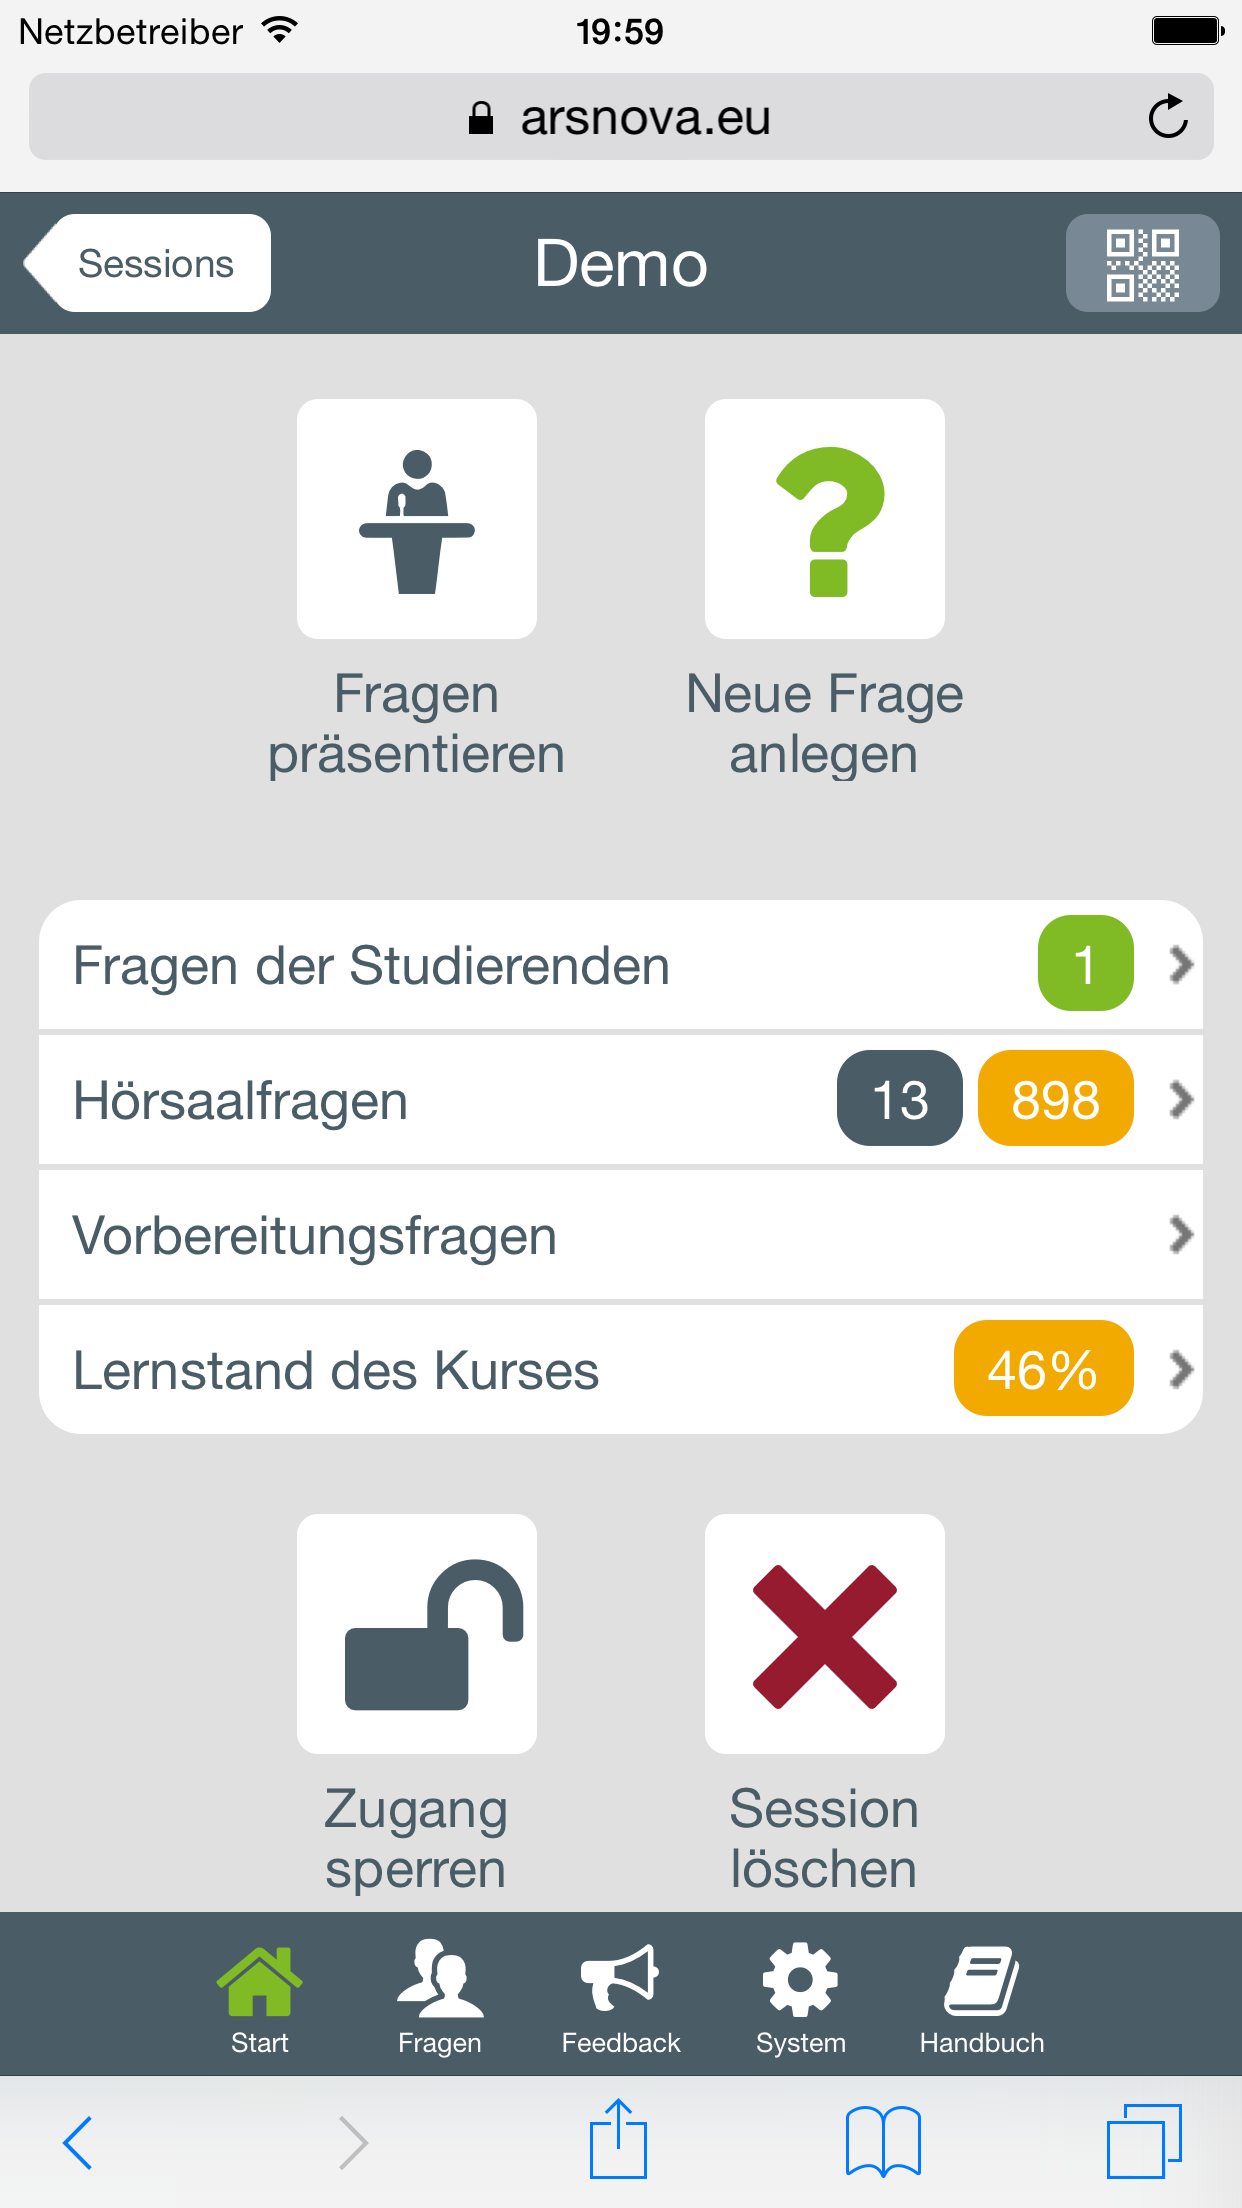 Netzbetreiber 19:59
arsnova.eu
Sessions Demo
Fragen
präsentieren
Neue Frage
anlegen
Fragen der Studierenden 1
Hörsaalfragen 13 898
Vorbereitungsfragen
Lernstand des Kurses 46%
Zugang
sperren
Session
löschen
Start Fragen Feedback System Handbuch